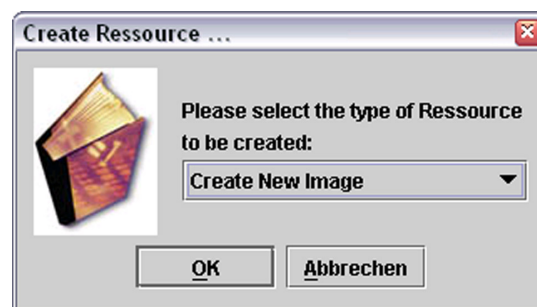 Create Ressource ...
Please select the type of Ressource
to be created:
Create New Image
OK
Abbrechen